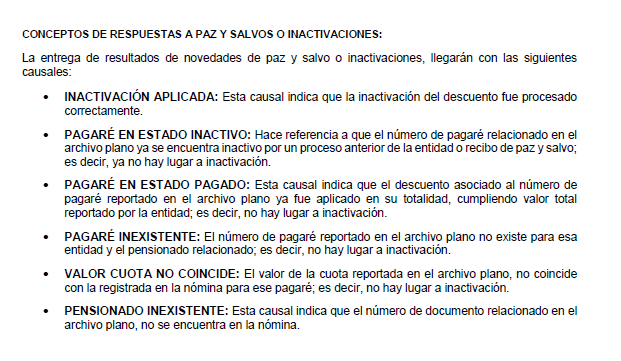 CONCEPTOS DE RESPUESTAS A PAZ Y SALVOS O INACTIVACIONES:
La entrega de resultados de novedades de paz y salvo o inactivaciones, llegarán con las siguientes
causales:
• INACTIVACIÓN APLICADA: Esta causal indica que la inactivación del descuento fue procesado
correctamente.
• PAGARÉ EN ESTADO INACTIVO: Hace referencia a que el número de pagaré relacionado en el
archivo plano ya se encuentra inactivo por un proceso anterior de la entidad o recibo de paz y salvo;
es decir, ya no hay lugar a inactivación.
• PAGARÉ EN ESTADO PAGADO: Esta causal indica que el descuento asociado al número de
pagaré reportado en el archivo plano ya fue aplicado en su totalidad, cumpliendo valor total
reportado por la entidad; es decir, no hay lugar a inactivación.
• PAGARÉ INEXISTENTE: El número de pagaré reportado en el archivo plano no existe para esa
entidad y el pensionado relacionado; es decir, no hay lugar a inactivación.
• VALOR CUOTA NO COINCIDE: El valor de la cuota reportada en el archivo plano, no coincide
con la registrada en la nómina para ese pagaré; es decir, no hay lugar a inactivación.
• PENSIONADO INEXISTENTE: Esta causal indica que el número de documento relacionado en el
archivo plano, no se encuentra en la nómina.